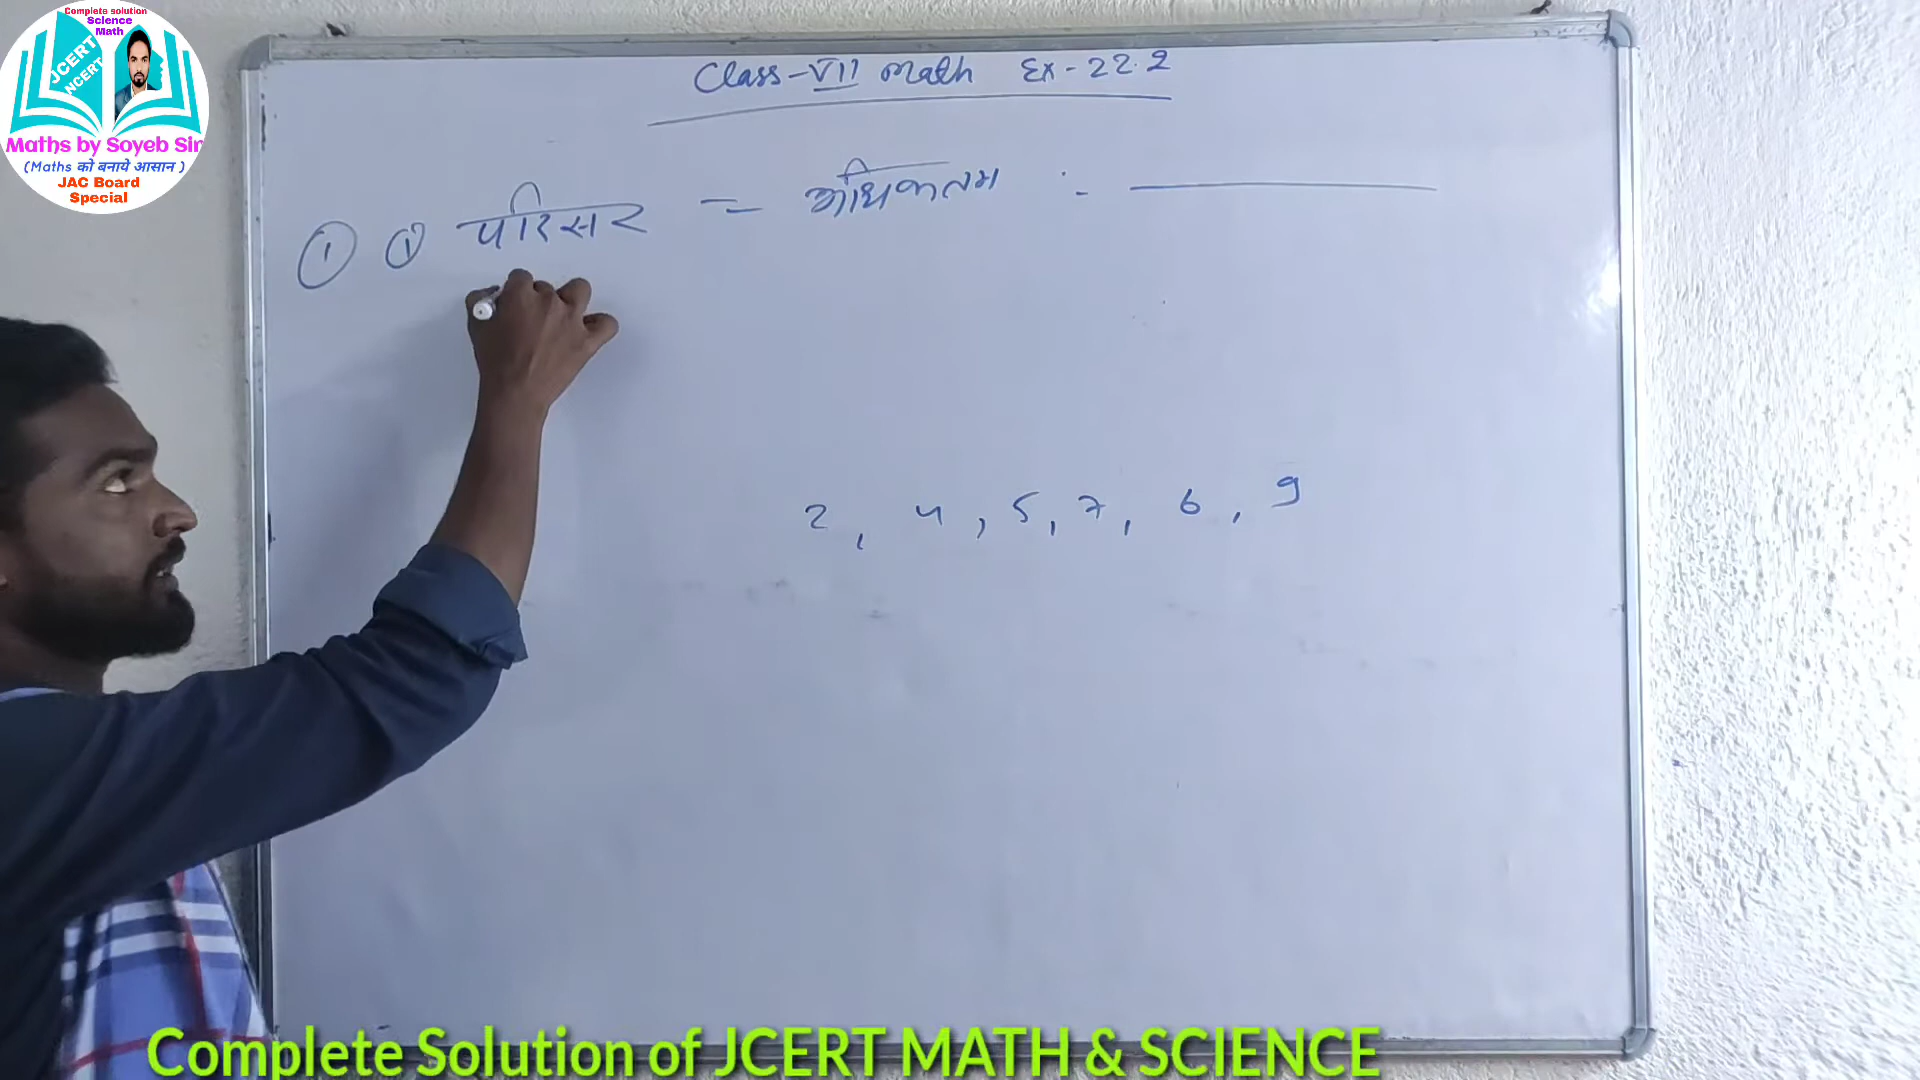 Complete solution
Science
Math
JCERT
NCERT
Maths by Soyeb Sir
(Maths को बनाये आसान )
JAC Board
Special
Class-VII Math Ex-22.2
① ① परिसर = अधिकतम :- ————
2, 4, 5, 7, 6, 9
Complete Solution of JCERT MATH & SCIENCE